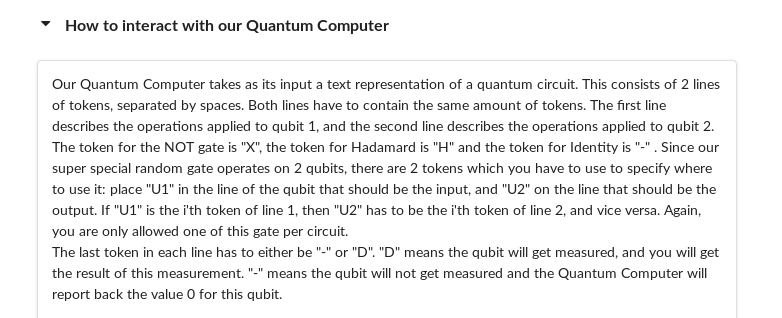 How to interact with our Quantum Computer
Our Quantum Computer takes as its input a text representation of a quantum circuit. This consists of 2 lines
of tokens, separated by spaces. Both lines have to contain the same amount of tokens. The first line
describes the operations applied to qubit 1, and the second line describes the operations applied to qubit 2.
The token for the NOT gate is "X", the token for Hadamard is "H" and the token for Identity is "-" . Since our
super special random gate operates on 2 qubits, there are 2 tokens which you have to use to specify where
to use it: place "U1" in the line of the qubit that should be the input, and "U2" on the line that should be the
output. If "U1" is the i'th token of line 1, then "U2" has to be the i'th token of line 2, and vice versa. Again,
you are only allowed one of this gate per circuit.
The last token in each line has to either be "-" or "D". "D" means the qubit will get measured, and you will get
the result of this measurement. "-" means the qubit will not get measured and the Quantum Computer will
report back the value 0 for this qubit.